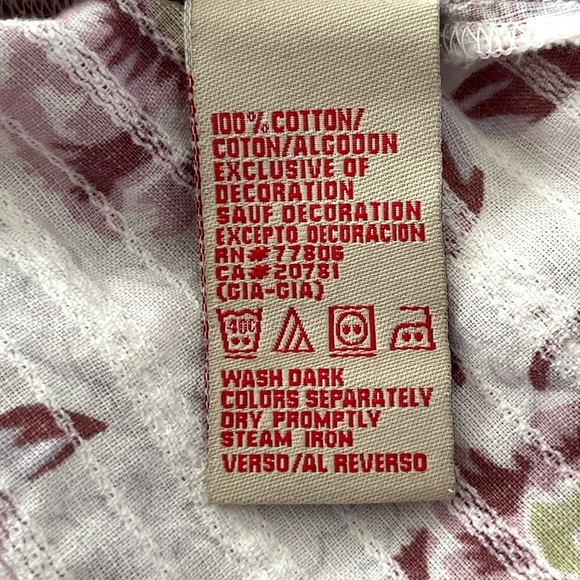 100% COTTON/
COTON/ALGODON
EXCLUSIVE OF
DECORATION
SAUF DECORATION
EXCEPTO DECORACION
RN#77806
CA#20781
(GIA-GIA)
40C
WASH DARK
COLORS SEPARATELY
DRY PROMPTLY
STEAM IRON
VERSO/AL REVERSO